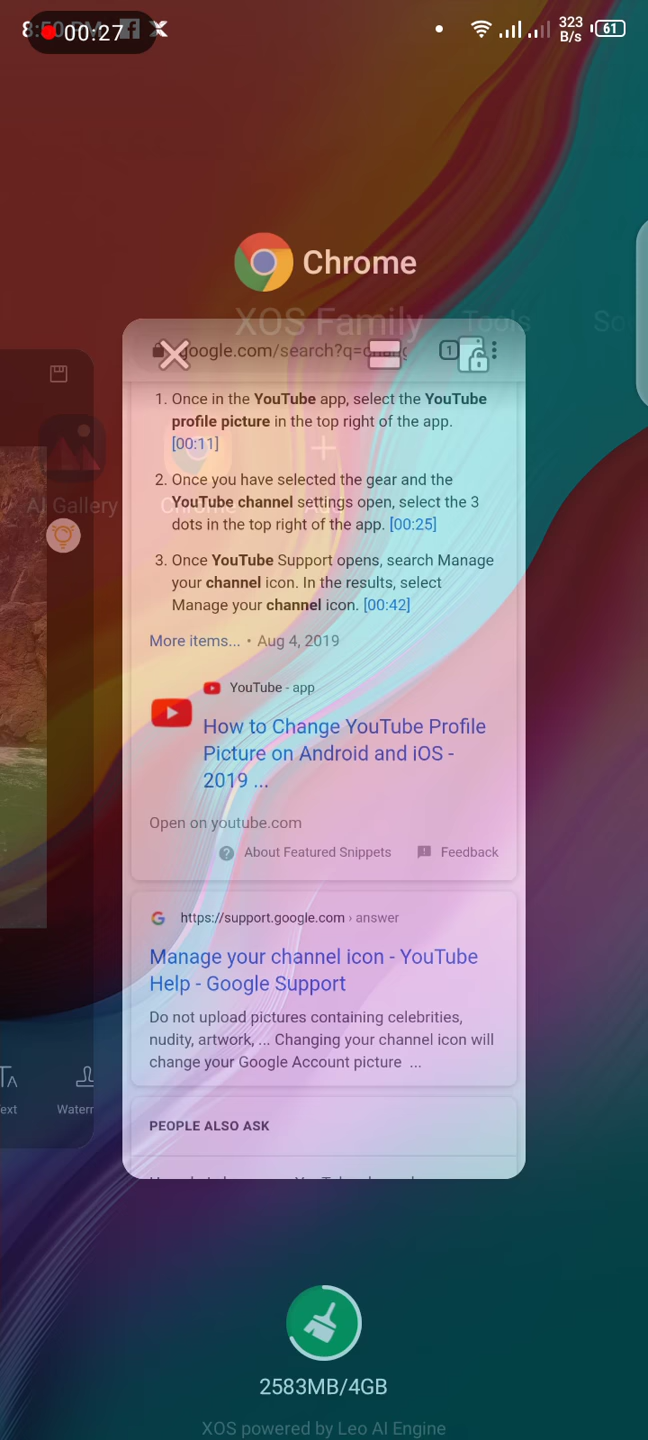 8:50 PM
00:27
323
B/s
61
Chrome
XOS Family
Tools
So
google.com/search?q=chang
1
1. Once in the YouTube app, select the YouTube
profile picture in the top right of the app.
[00:11]
AI Gallery
Chrome
2. Once you have selected the gear and the
YouTube channel settings open, select the 3
dots in the top right of the app. [00:25]
3. Once YouTube Support opens, search Manage
your channel icon. In the results, select
Manage your channel icon. [00:42]
More items... • Aug 4, 2019
YouTube - app
How to Change YouTube Profile
Picture on Android and iOS -
2019 ...
Open on youtube.com
About Featured Snippets
Feedback
https://support.google.com › answer
Manage your channel icon - YouTube
Help - Google Support
Do not upload pictures containing celebrities,
nudity, artwork, ... Changing your channel icon will
change your Google Account picture ...
ext
Watern
PEOPLE ALSO ASK
2583MB/4GB
XOS powered by Leo AI Engine